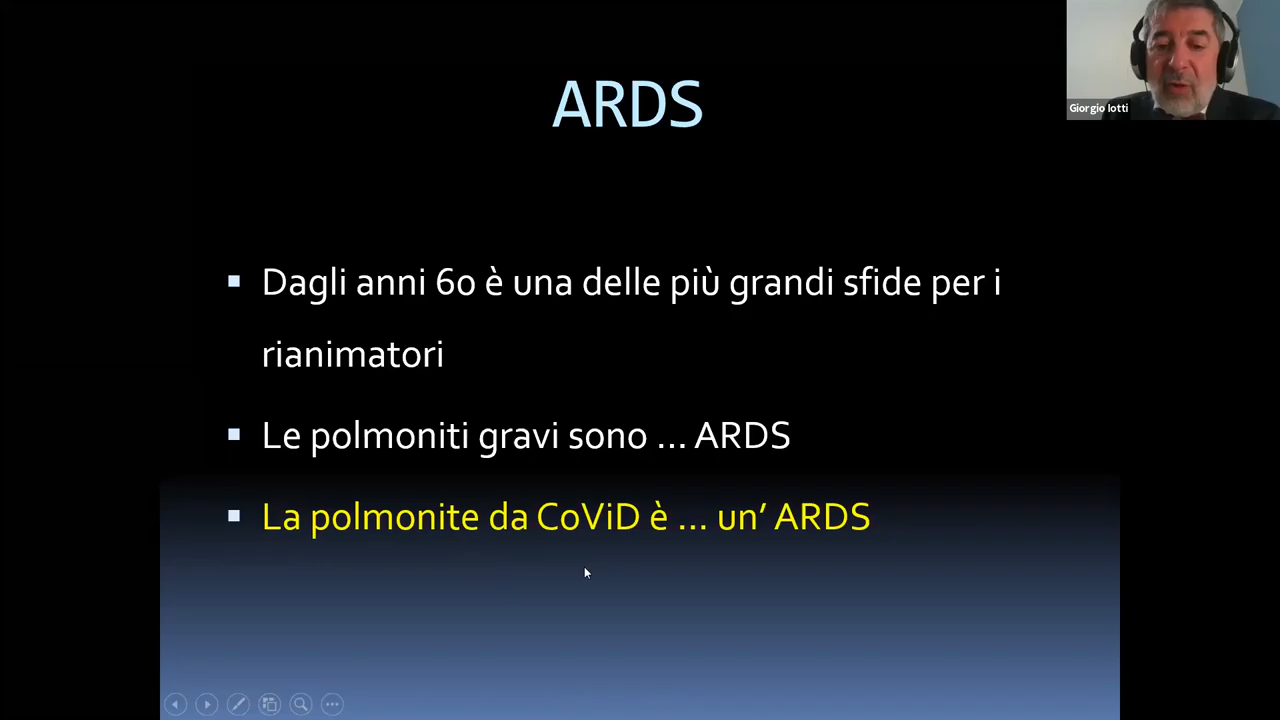 Giorgio Iotti
ARDS
Dagli anni 60 è una delle più grandi sfide per i
rianimatori
Le polmoniti gravi sono ... ARDS
La polmonite da CoViD è ... un’ ARDS